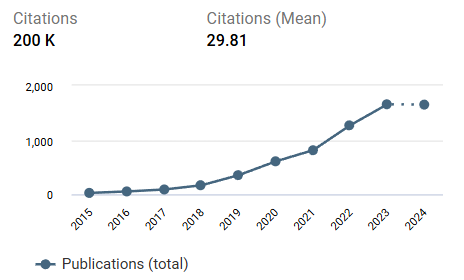 Citations Citations (Mean)
200 K 29.81
2,000
1,000
0
2015 2016 2017 2018 2019 2020 2021 2022 2023 2024
Publications (total)